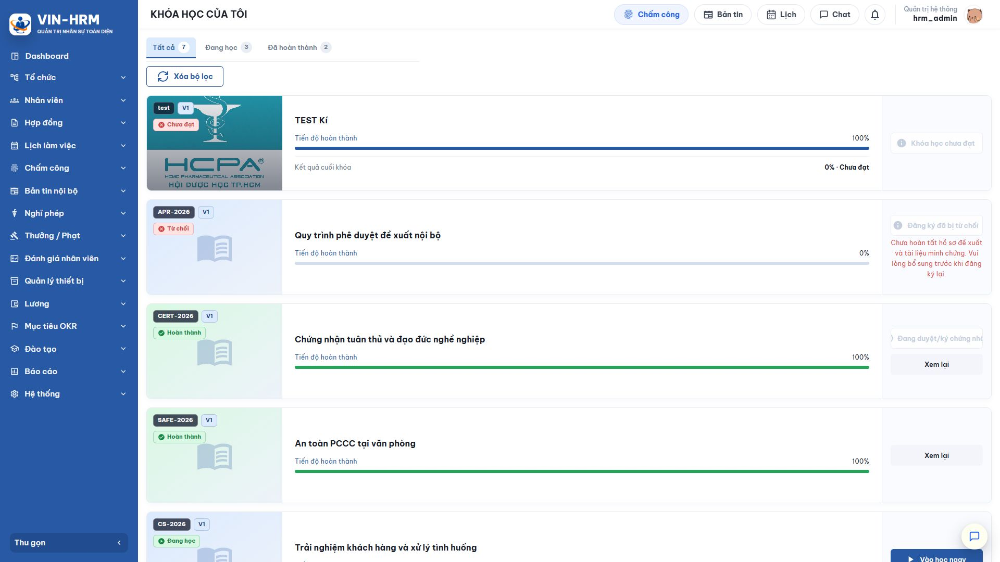 VIN-HRM
QUẢN TRỊ NHÂN SỰ TOÀN DIỆN
Dashboard
Tổ chức
Nhân viên
Hợp đồng
Lịch làm việc
Chấm công
Bản tin nội bộ
Nghỉ phép
Thưởng / Phạt
Đánh giá nhân viên
Quản lý thiết bị
Lương
Mục tiêu OKR
Đào tạo
Báo cáo
Hệ thống
Thu gọn
KHÓA HỌC CỦA TÔI
Chấm công
Bản tin
Lịch
Chat
Quản trị hệ thống
hrm_admin
Tất cả 7
Đang học 3
Đã hoàn thành 2
Xóa bộ lọc
test V1
Chưa đạt
HCPA®
HCMC PHARMACEUTICAL ASSOCIATION
HỘI DƯỢC HỌC TP.HCM
TEST Kí
Tiến độ hoàn thành 100%
Kết quả cuối khóa 0% · Chưa đạt
Khóa học chưa đạt
APR-2026 V1
Từ chối
Quy trình phê duyệt đề xuất nội bộ
Tiến độ hoàn thành 0%
Đăng ký đã bị từ chối
Chưa hoàn tất hồ sơ đề xuất
và tài liệu minh chứng. Vui
lòng bổ sung trước khi đăng
ký lại.
CERT-2026 V1
Hoàn thành
Chứng nhận tuân thủ và đạo đức nghề nghiệp
Tiến độ hoàn thành 100%
Đang duyệt/ký chứng
Xem lại
SAFE-2026 V1
Hoàn thành
An toàn PCCC tại văn phòng
Tiến độ hoàn thành 100%
Xem lại
CS-2026 V1
Đang học
Trải nghiệm khách hàng và xử lý tình huống
Vào học ngay